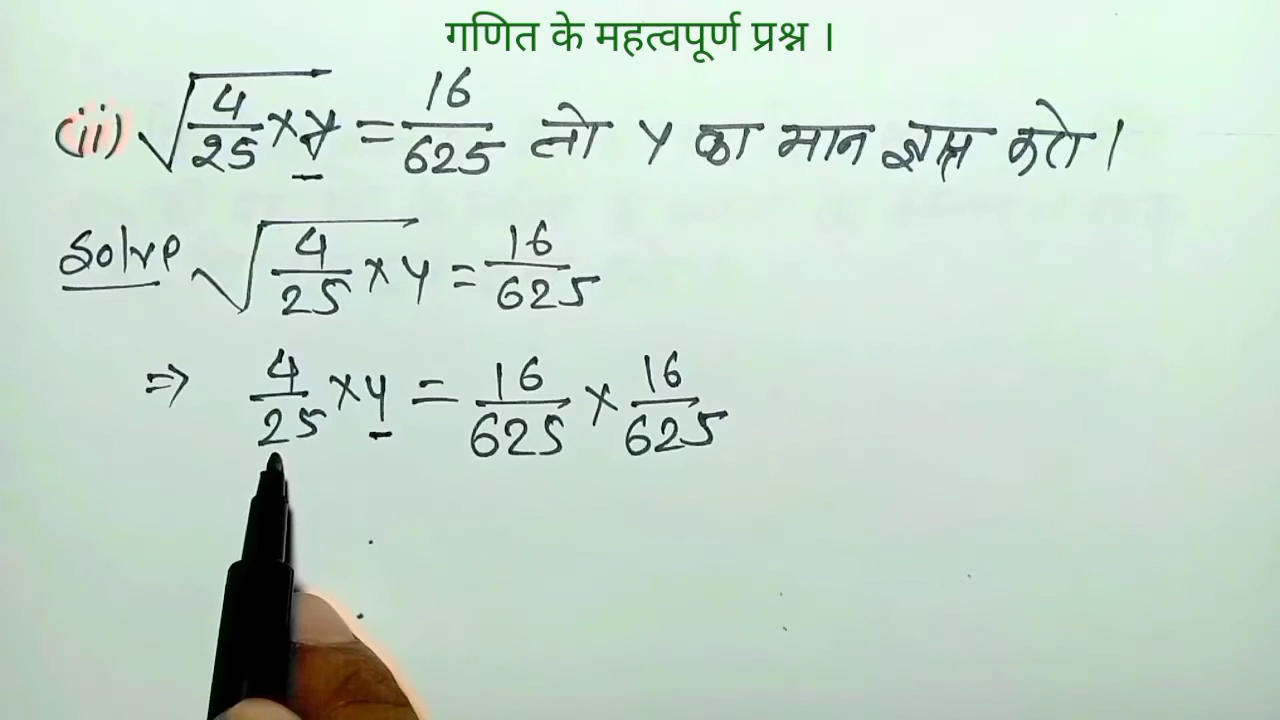 गणित के महत्वपूर्ण प्रश्न ।
(ii) √(4/25 × y) = 16/625 तो y का मान ज्ञात करो ।
Solve √(4/25 × y) = 16/625
⇒ 4/25 × y = 16/625 × 16/625